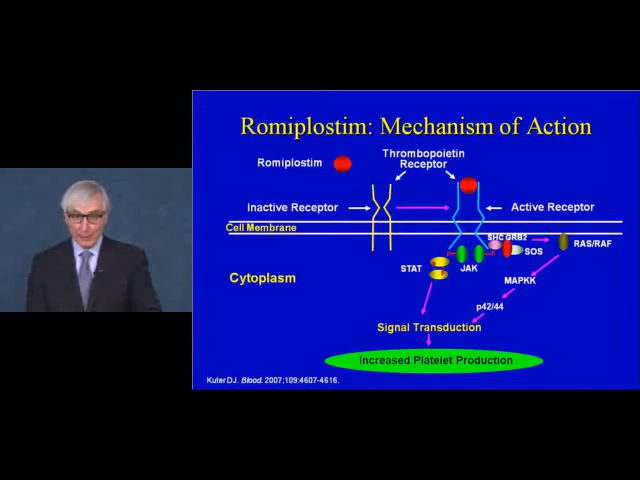 Romiplostim: Mechanism of Action
Thrombopoietin
Receptor
Romiplostim
Inactive Receptor
Active Receptor
Cell Membrane
SHC GRB2
SOS
RAS/RAF
STAT
JAK
Cytoplasm
MAPKK
p42/44
Signal Transduction
Increased Platelet Production
Kuter DJ. Blood. 2007;109:4607-4616.